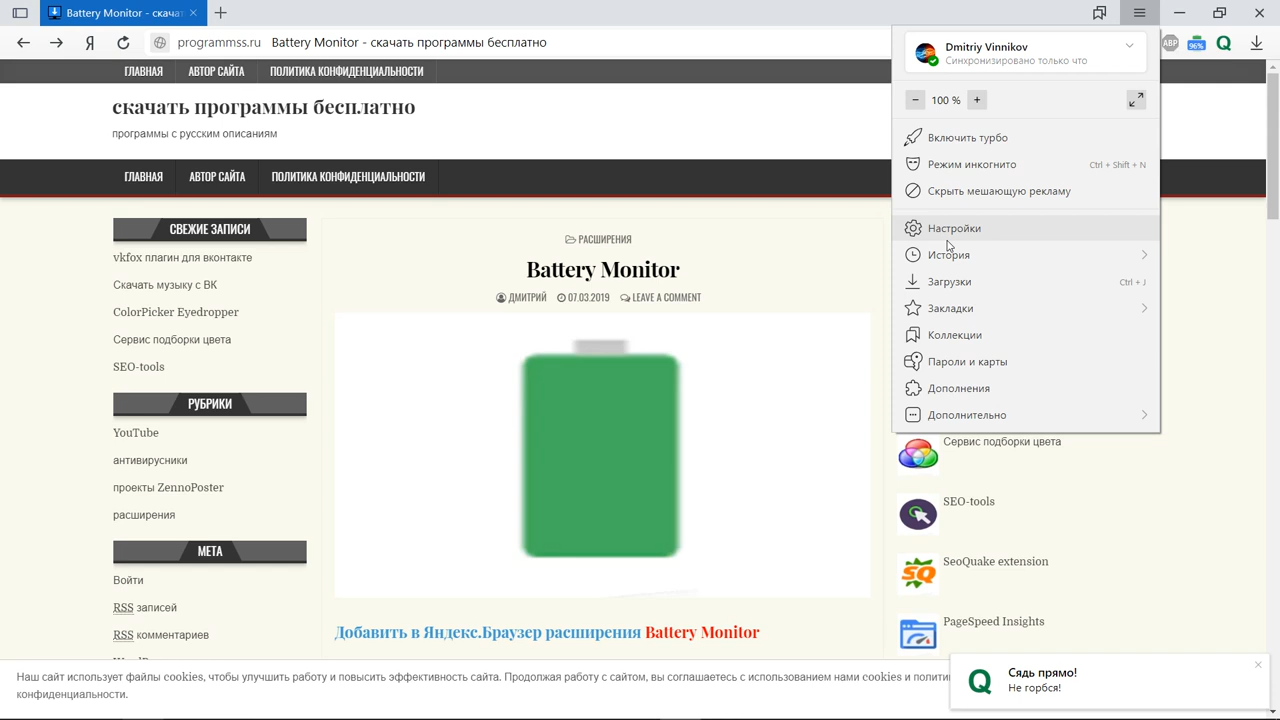 Battery Monitor - скачат
programmss.ru Battery Monitor - скачать программы бесплатно
ABP
96%
Q
ГЛАВНАЯ АВТОР САЙТА ПОЛИТИКА КОНФИДЕНЦИАЛЬНОСТИ
скачать программы бесплатно
программы с русским описаниям
ГЛАВНАЯ АВТОР САЙТА ПОЛИТИКА КОНФИДЕНЦИАЛЬНОСТИ
СВЕЖИЕ ЗАПИСИ
vkfox плагин для вконтакте
Скачать музыку с ВК
ColorPicker Eyedropper
Сервис подборки цвета
SEO-tools
РУБРИКИ
YouTube
антивирусники
проекты ZennoPoster
расширения
МЕТА
Войти
RSS записей
RSS комментариев
РАСШИРЕНИЯ
Battery Monitor
ДМИТРИЙ 07.03.2019 LEAVE A COMMENT
Добавить в Яндекс.Браузер расширения Battery Monitor
Dmitriy Vinnikov
Синхронизировано только что
− 100 % +
Включить турбо
Режим инкогнито Ctrl + Shift + N
Скрыть мешающую рекламу
Настройки
История
Загрузки Ctrl + J
Закладки
Коллекции
Пароли и карты
Дополнения
Дополнительно
Сервис подборки цвета
SEO-tools
SeoQuake extension
PageSpeed Insights
Наш сайт использует файлы cookies, чтобы улучшить работу и повысить эффективность сайта. Продолжая работу с сайтом, вы соглашаетесь с использованием нами cookies и полити
конфиденциальности.
Q
Сядь прямо!
Не горбся!